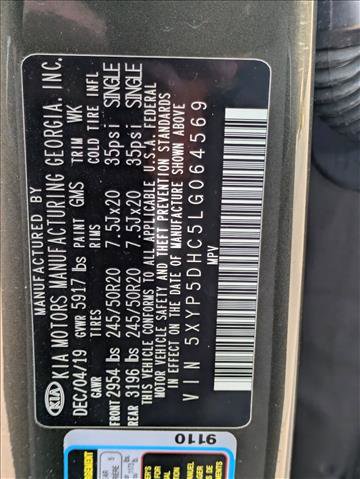 MANUFACTURED BY
KIA KIA MOTORS MANUFACTURING GEORGIA, INC.
DEC/04/19 GVWR 5917 lbs PAINT GMS TRIM WK
GAWR TIRES RIMS COLD TIRE INFL
FRONT 2954 lbs 245/50R20 7.5Jx20 35psi SINGLE
REAR 3196 lbs 245/50R20 7.5Jx20 35psi SINGLE
THIS VEHICLE CONFORMS TO ALL APPLICABLE U.S.A. FEDERAL
MOTOR VEHICLE SAFETY AND THEFT PREVENTION STANDARDS
IN EFFECT ON THE DATE OF MANUFACTURE SHOWN ABOVE
VIN 5XYP5DHC5LG064569
MPV
9110